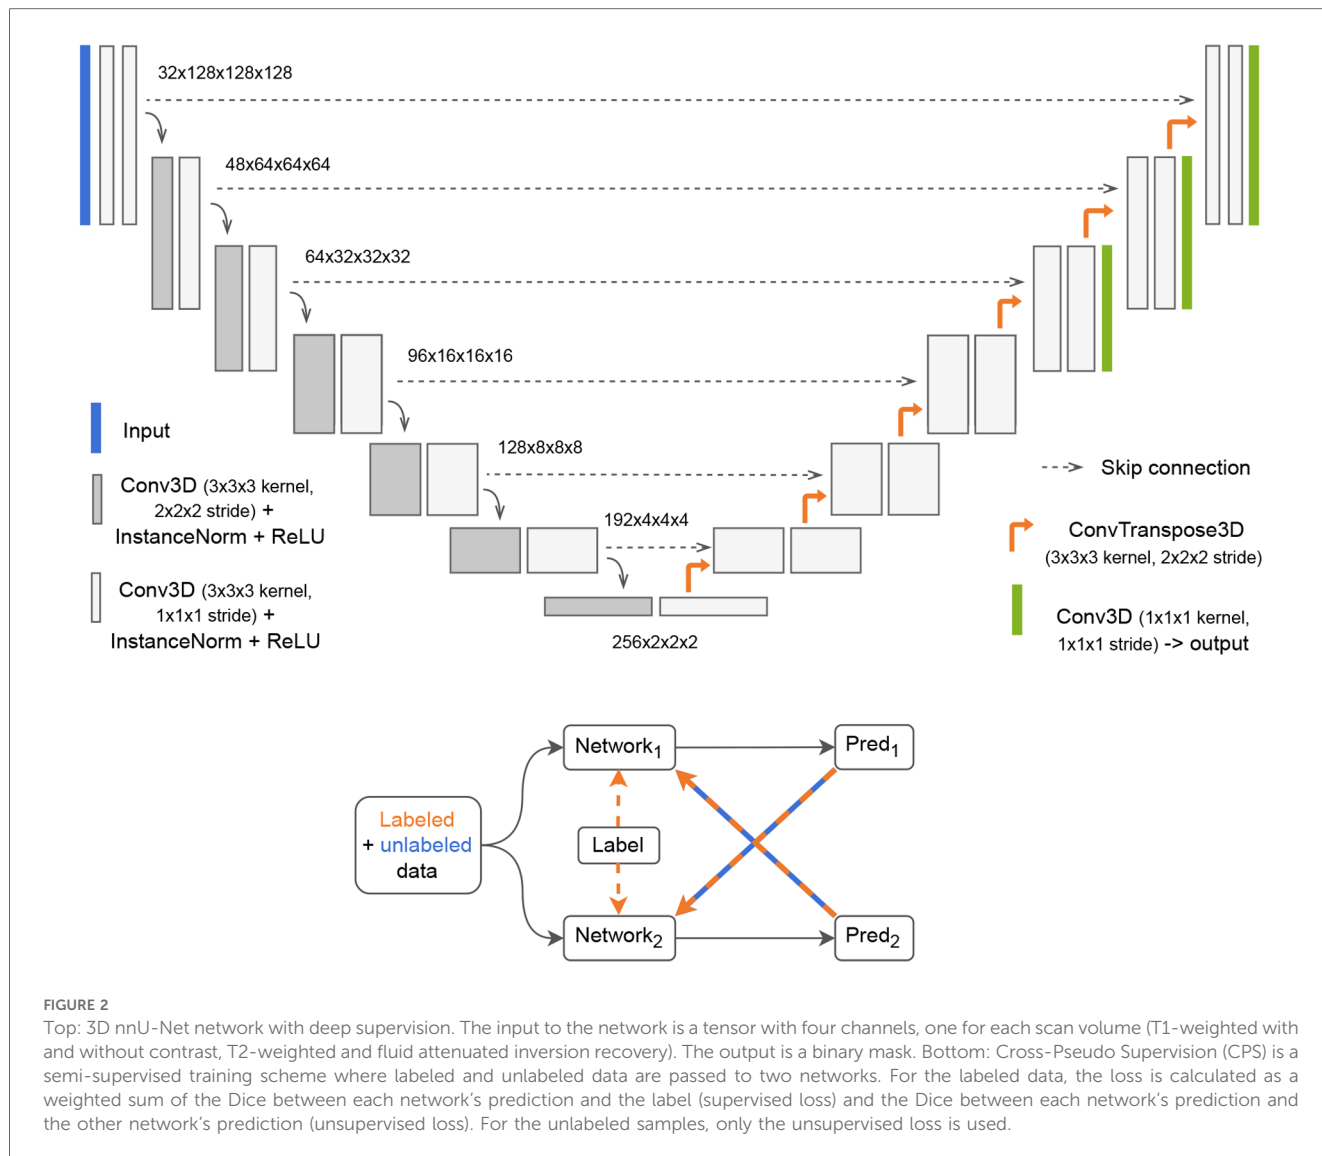 32x128x128x128
48x64x64x64
64x32x32x32
96x16x16x16
128x8x8x8
192x4x4x4
256x2x2x2
Input
Conv3D (3x3x3 kernel,
2x2x2 stride) +
InstanceNorm + ReLU
Conv3D (3x3x3 kernel,
1x1x1 stride) +
InstanceNorm + ReLU
Skip connection
ConvTranspose3D
(3x3x3 kernel, 2x2x2 stride)
Conv3D (1x1x1 kernel,
1x1x1 stride) -> output
Network1
Pred1
Labeled
+ unlabeled
data
Label
Network2
Pred2
FIGURE 2
Top: 3D nnU-Net network with deep supervision. The input to the network is a tensor with four channels, one for each scan volume (T1-weighted with
and without contrast, T2-weighted and fluid attenuated inversion recovery). The output is a binary mask. Bottom: Cross-Pseudo Supervision (CPS) is a
semi-supervised training scheme where labeled and unlabeled data are passed to two networks. For the labeled data, the loss is calculated as a
weighted sum of the Dice between each network's prediction and the label (supervised loss) and the Dice between each network's prediction and
the other network's prediction (unsupervised loss). For the unlabeled samples, only the unsupervised loss is used.